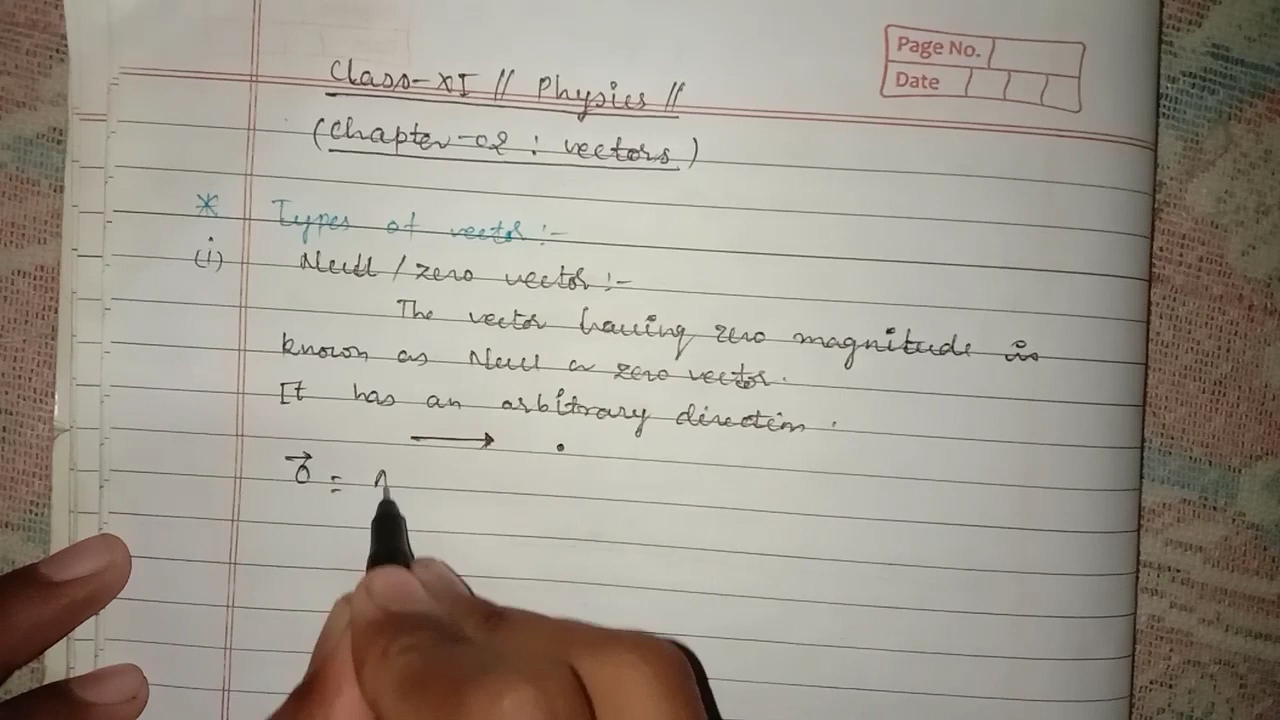 Page No.
Date
Class-XI // Physics //
(Chapter-02 : vectors)
* Types of vector :-
(i) Null / zero vector :-
The vector having zero magnitude is
known as Null or zero vector.
It has an arbitrary direction.
→ .
0⃗ =